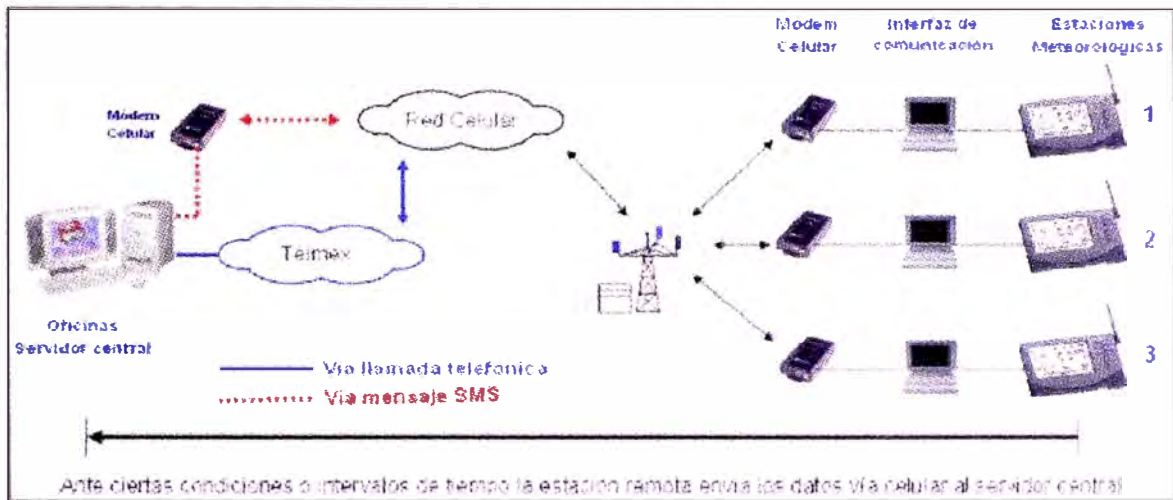 Modem
Celular
Interfaz de
comunicación
Estaciones
Meteorológicas
Módem
Celular
Red Celular
1
Telmex
2
Oficinas
Servidor central
Vía llamada telefónica
Vía mensaje SMS
3
Ante ciertas condiciones o intervalos de tiempo la estación remota envia los datos vía celular al servidor central